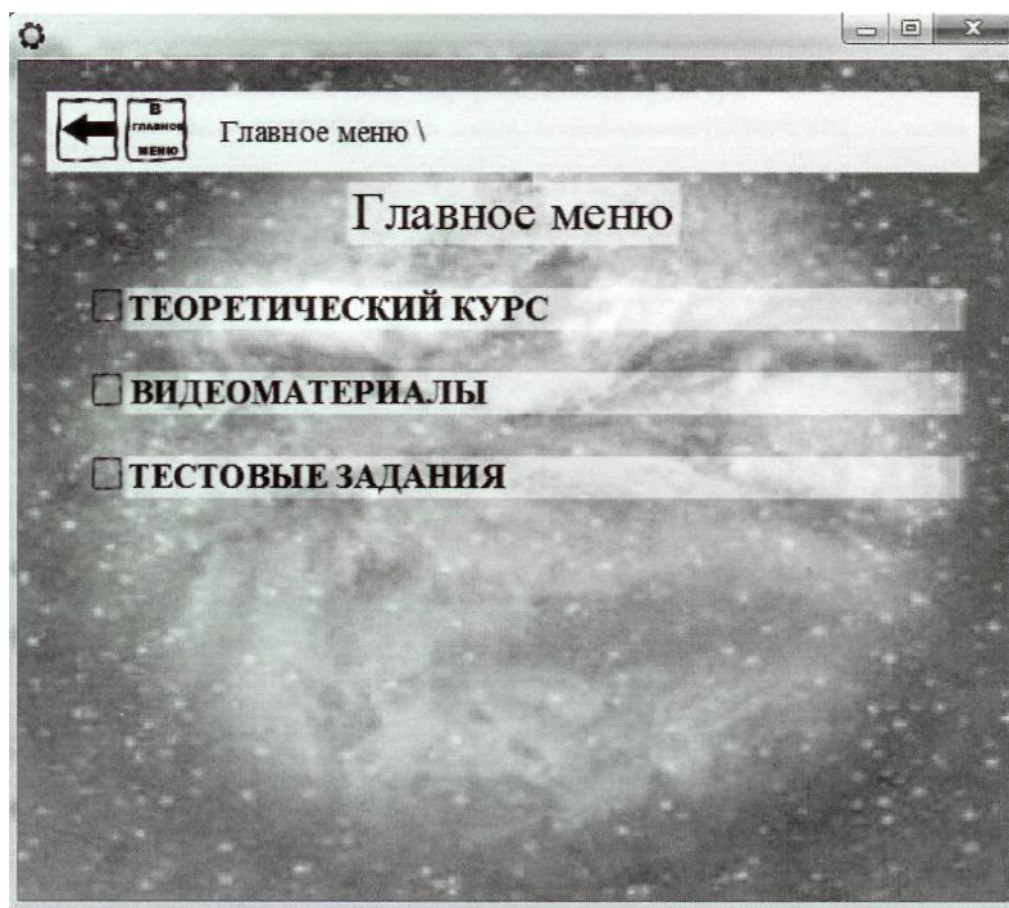 В
ГЛАВНОЕ
МЕНЮ
Главное меню \
Главное меню
ТЕОРЕТИЧЕСКИЙ КУРС
ВИДЕОМАТЕРИАЛЫ
ТЕСТОВЫЕ ЗАДАНИЯ